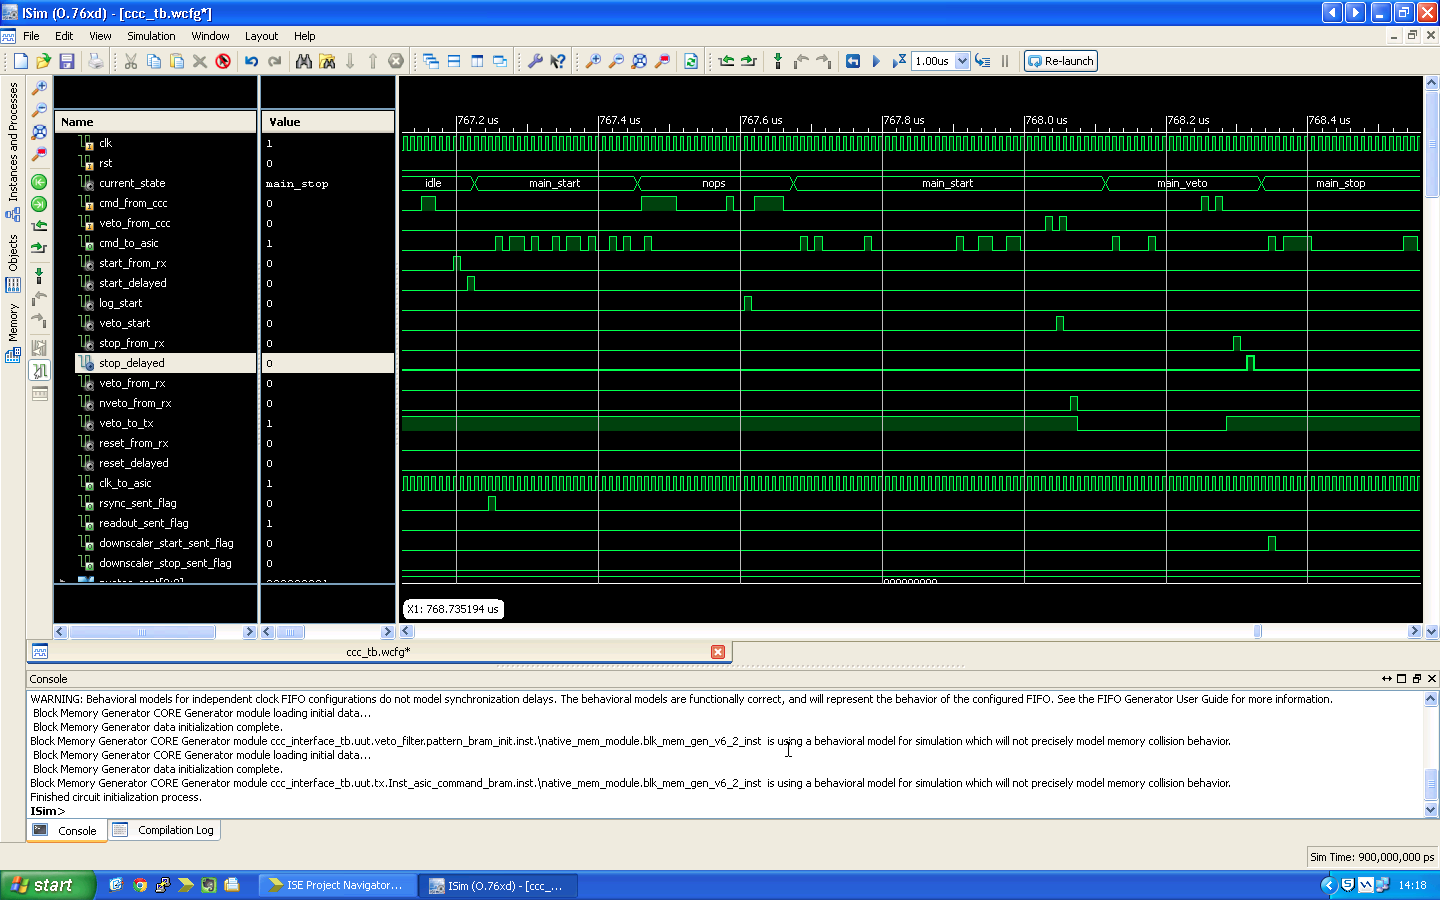 ISim (O.76xd) - [ccc_tb.wcfg*]
File Edit View Simulation Window Layout Help
1.00us Re-launch
Instances and Processes
Objects
Memory
Name Value
767.2 us 767.4 us 767.6 us 767.8 us 768.0 us 768.2 us 768.4 us
clk 1
rst 0
current_state main_stop idle main_start nops main_start main_veto main_stop
cmd_from_ccc 0
veto_from_ccc 0
cmd_to_asic 1
start_from_rx 0
start_delayed 0
log_start 0
veto_start 0
stop_from_rx 0
stop_delayed 0
veto_from_rx 0
nveto_from_rx 0
veto_to_tx 1
reset_from_rx 0
reset_delayed 0
clk_to_asic 1
rsync_sent_flag 0
readout_sent_flag 1
downscaler_start_sent_flag 0
downscaler_stop_sent_flag 0
X1: 768.735194 us
ccc_tb.wcfg*
Console
WARNING: Behavioral models for independent clock FIFO configurations do not model synchronization delays. The behavioral models are functionally correct, and will represent the behavior of the configured FIFO. See the FIFO Generator User Guide for more information.
Block Memory Generator CORE Generator module loading initial data...
Block Memory Generator data initialization complete.
Block Memory Generator CORE Generator module ccc_interface_tb.uut.veto_filter.pattern_bram_init.inst.\native_mem_module.blk_mem_gen_v6_2_inst is using a behavioral model for simulation which will not precisely model memory collision behavior.
Block Memory Generator CORE Generator module loading initial data...
Block Memory Generator data initialization complete.
Block Memory Generator CORE Generator module ccc_interface_tb.uut.tx.Inst_asic_command_bram.inst.\native_mem_module.blk_mem_gen_v6_2_inst is using a behavioral model for simulation which will not precisely model memory collision behavior.
Finished circuit initialization process.
ISim>
Console Compilation Log
Sim Time: 900,000,000 ps
start ISE Project Navigator... ISim (O.76xd) - [ccc_... 14:18